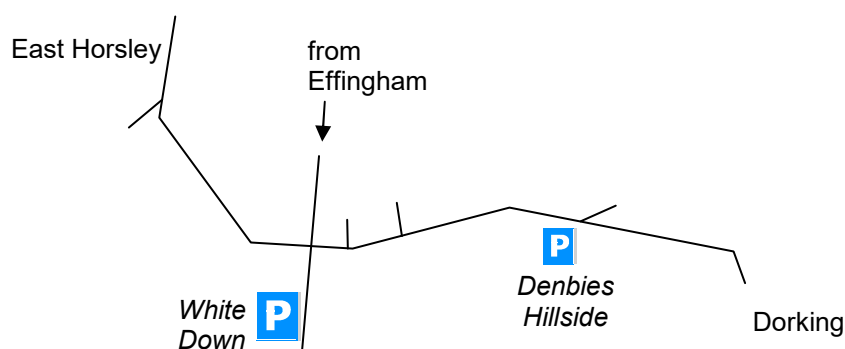 East Horsley
from
Effingham
P
Denbies
Hillside
White
Down
P
Dorking